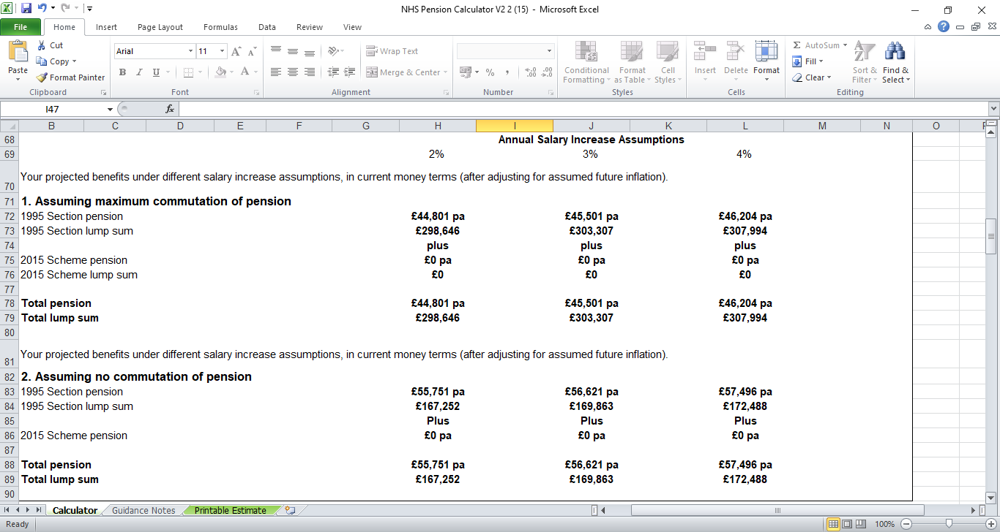 NHS Pension Calculator V2 2 (15) - Microsoft Excel
File Home Insert Page Layout Formulas Data Review View
Paste Cut Copy Format Painter
Clipboard
Arial 11 A A
B I U A
Font
Wrap Text
Merge & Center
Alignment
% , .0 .00 .00 .0
Number
Conditional Formatting Format as Table Cell Styles
Styles
Insert Delete Format
Cells
Σ AutoSum Fill Clear Sort & Filter Find & Select
Editing
I47 fx
B C D E F G H I J K L M N O
68 Annual Salary Increase Assumptions
69 2% 3% 4%
70 Your projected benefits under different salary increase assumptions, in current money terms (after adjusting for assumed future inflation).
71 1. Assuming maximum commutation of pension
72 1995 Section pension £44,801 pa £45,501 pa £46,204 pa
73 1995 Section lump sum £298,646 £303,307 £307,994
74 plus plus plus
75 2015 Scheme pension £0 pa £0 pa £0 pa
76 2015 Scheme lump sum £0 £0 £0
77
78 Total pension £44,801 pa £45,501 pa £46,204 pa
79 Total lump sum £298,646 £303,307 £307,994
80
81 Your projected benefits under different salary increase assumptions, in current money terms (after adjusting for assumed future inflation).
82 2. Assuming no commutation of pension
83 1995 Section pension £55,751 pa £56,621 pa £57,496 pa
84 1995 Section lump sum £167,252 £169,863 £172,488
85 Plus Plus Plus
86 2015 Scheme pension £0 pa £0 pa £0 pa
87
88 Total pension £55,751 pa £56,621 pa £57,496 pa
89 Total lump sum £167,252 £169,863 £172,488
90
Calculator Guidance Notes Printable Estimate
Ready 100%